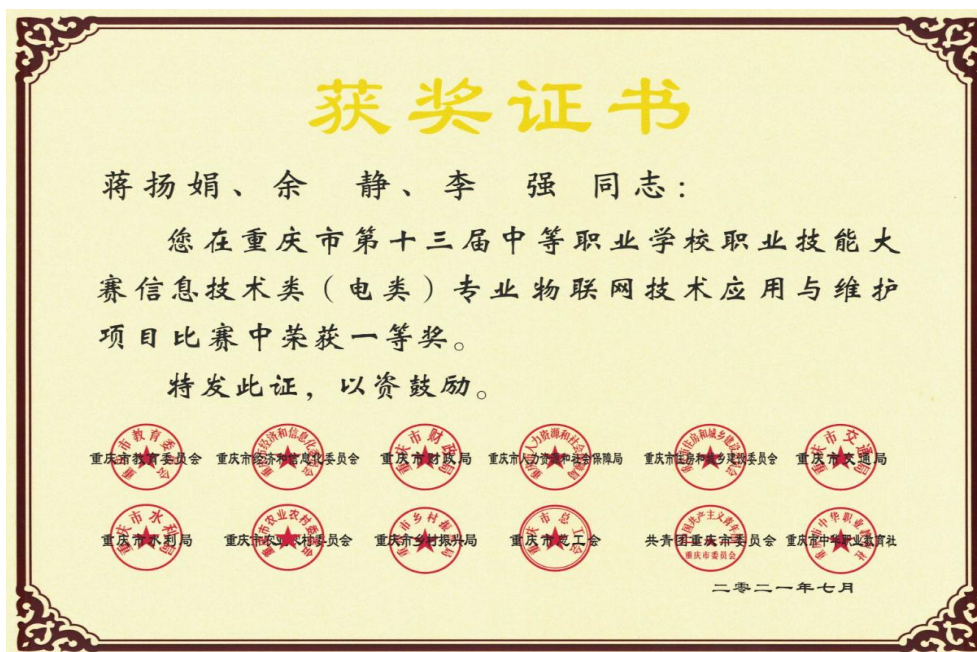 获奖证书
蒋扬娟、余 静、李 强 同志：
您在重庆市第十三届中等职业学校职业技能大
赛信息技术类（电类）专业物联网技术应用与维护
项目比赛中荣获一等奖。
特发此证，以资鼓励。
重庆市教育委员会 重庆市经济和信息化委员会 重庆市财政局 重庆市人力资源和社会保障局 重庆市住房和城乡建设委员会 重庆市交通局
重庆市水利局 重庆市农业农村委员会 重庆市乡村振兴局 重庆市总工会 共青团重庆市委员会 重庆市中华职业教育社
二零二一年七月